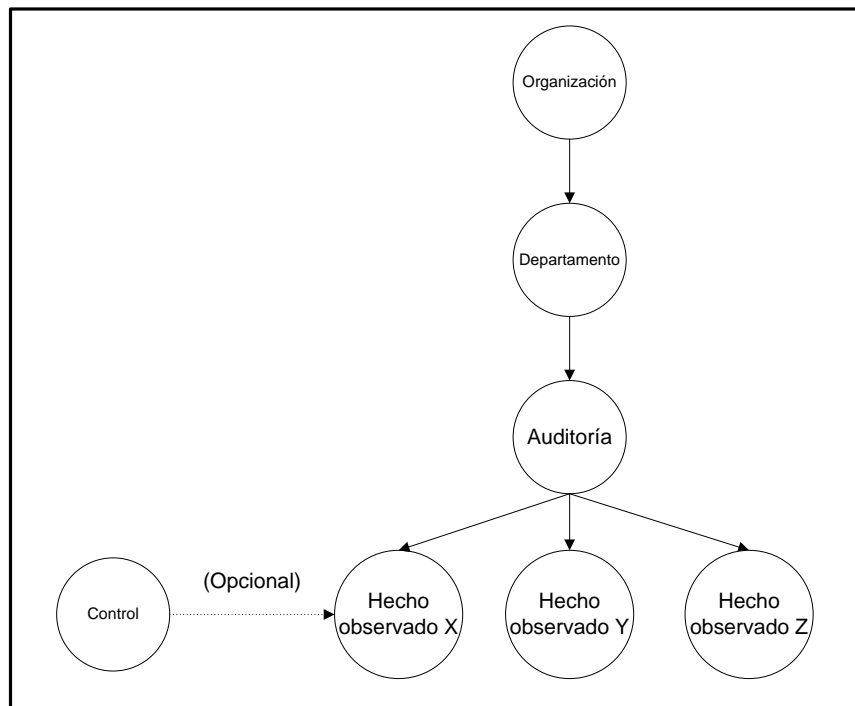 Organización
Departamento
Auditoría
(Opcional)
Control
Hecho
observado X
Hecho
observado Y
Hecho
observado Z